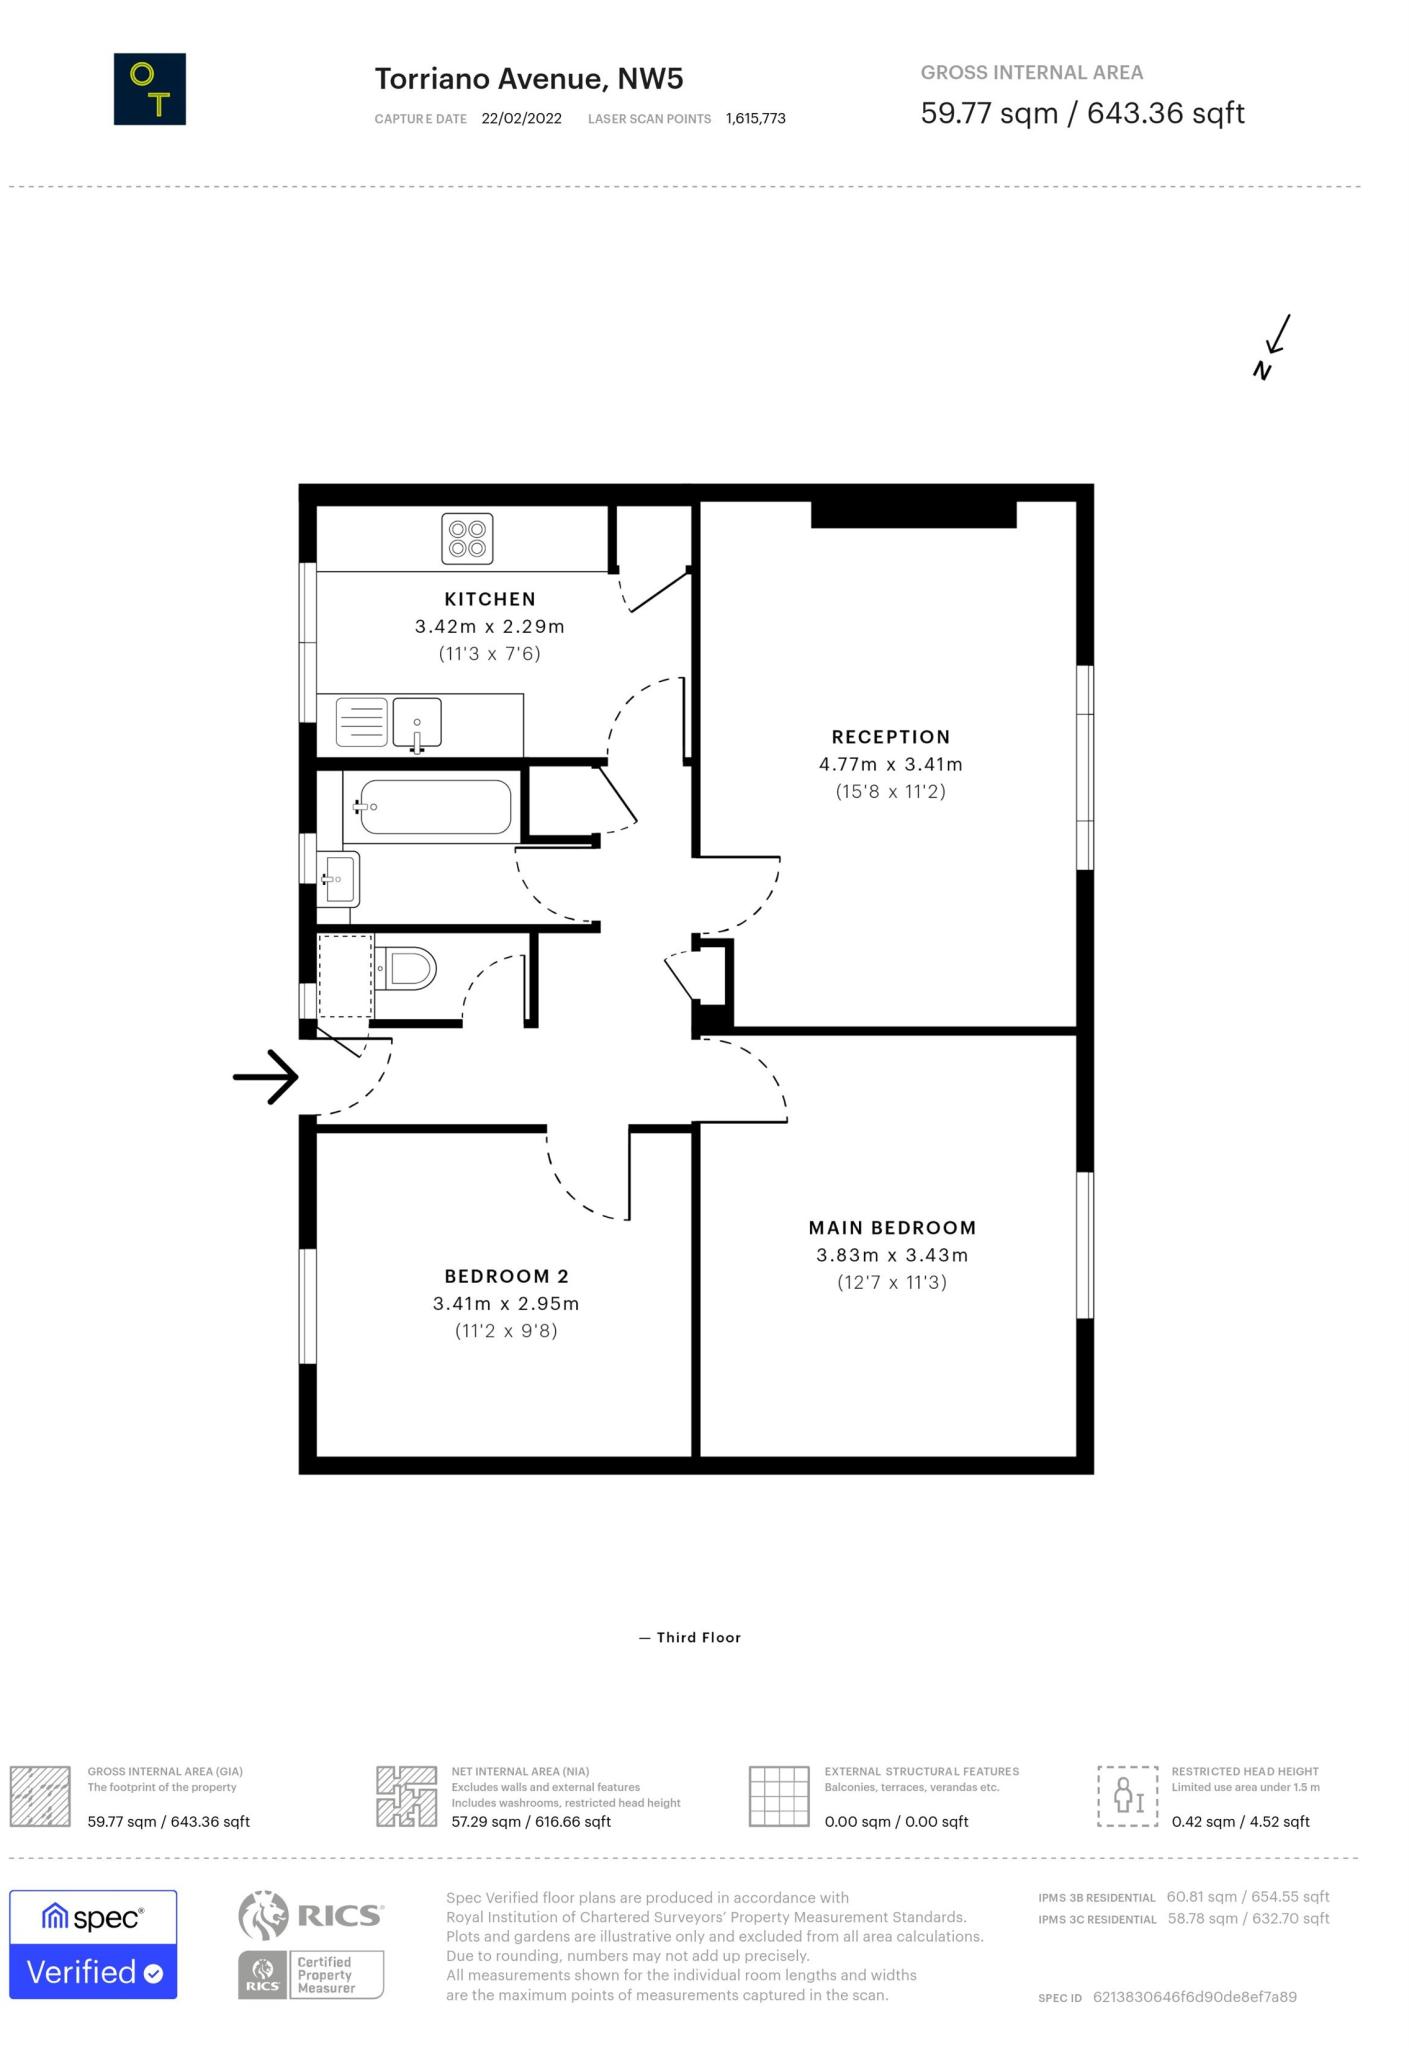 O
T
Torriano Avenue, NW5
CAPTURE DATE 22/02/2022 LASER SCAN POINTS 1,615,773
GROSS INTERNAL AREA
59.77 sqm / 643.36 sqft
N
KITCHEN
3.42m x 2.29m
(11'3 x 7'6)
RECEPTION
4.77m x 3.41m
(15'8 x 11'2)
MAIN BEDROOM
3.83m x 3.43m
(12'7 x 11'3)
BEDROOM 2
3.41m x 2.95m
(11'2 x 9'8)
— Third Floor
GROSS INTERNAL AREA (GIA)
The footprint of the property
59.77 sqm / 643.36 sqft
NET INTERNAL AREA (NIA)
Excludes walls and external features
Includes washrooms, restricted head height
57.29 sqm / 616.66 sqft
EXTERNAL STRUCTURAL FEATURES
Balconies, terraces, verandas etc.
0.00 sqm / 0.00 sqft
RESTRICTED HEAD HEIGHT
Limited use area under 1.5 m
0.42 sqm / 4.52 sqft
spec®
Verified
RICS®
RICS
Certified
Property
Measurer
Spec Verified floor plans are produced in accordance with
Royal Institution of Chartered Surveyors’ Property Measurement Standards.
Plots and gardens are illustrative only and excluded from all area calculations.
Due to rounding, numbers may not add up precisely.
All measurements shown for the individual room lengths and widths
are the maximum points of measurements captured in the scan.
IPMS 3B RESIDENTIAL 60.81 sqm / 654.55 sqft
IPMS 3C RESIDENTIAL 58.78 sqm / 632.70 sqft
SPEC ID 6213830646f6d90de8ef7a89